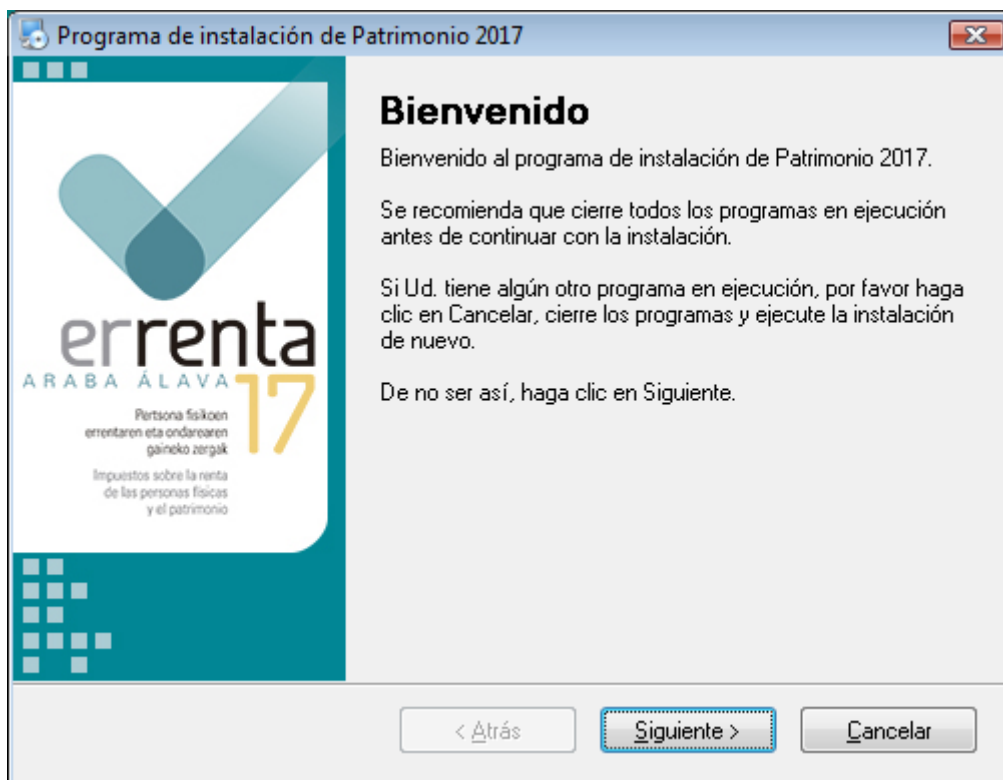 Programa de instalación de Patrimonio 2017
errenta
ARABA ÁLAVA
17
Pertsona fisikoen
errentaren eta ondarearen
gaineko zergak
Impuestos sobre la renta
de las personas físicas
y el patrimonio
Bienvenido
Bienvenido al programa de instalación de Patrimonio 2017.
Se recomienda que cierre todos los programas en ejecución
antes de continuar con la instalación.
Si Ud. tiene algún otro programa en ejecución, por favor haga
clic en Cancelar, cierre los programas y ejecute la instalación
de nuevo.
De no ser así, haga clic en Siguiente.
< Atrás
Siguiente >
Cancelar